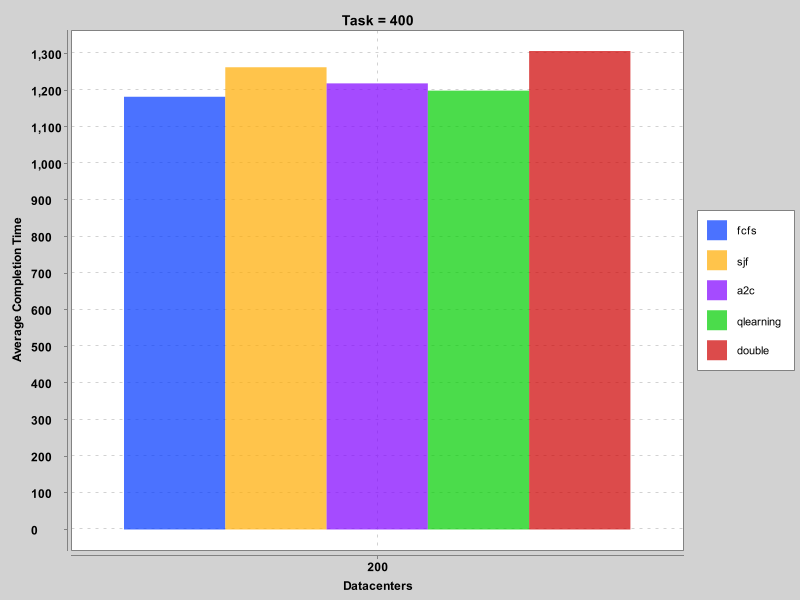 Task = 400
Average Completion Time
1,300
1,200
1,100
1,000
900
800
700
600
500
400
300
200
100
0
200
Datacenters
fcfs
sjf
a2c
qlearning
double